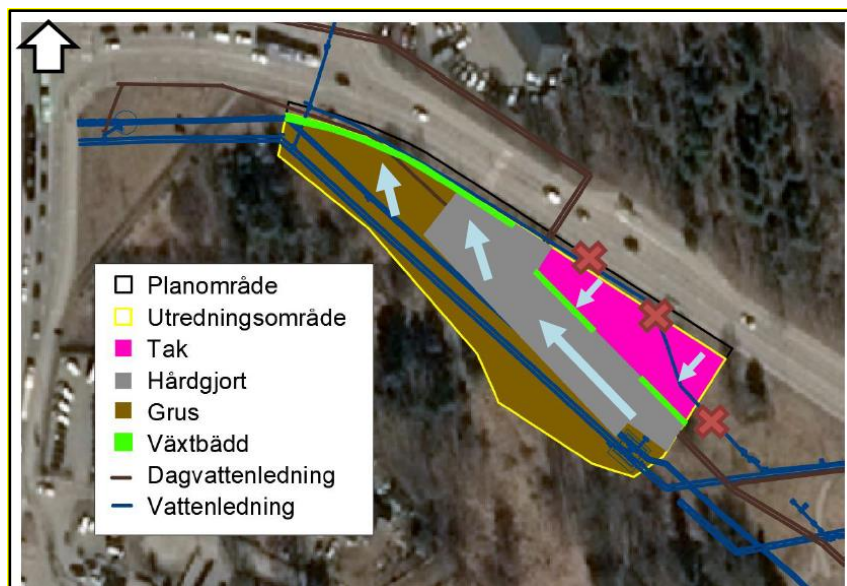 Planområde
Utredningsområde
Tak
Hårdgjort
Grus
Växtbädd
Dagvattenledning
Vattenledning